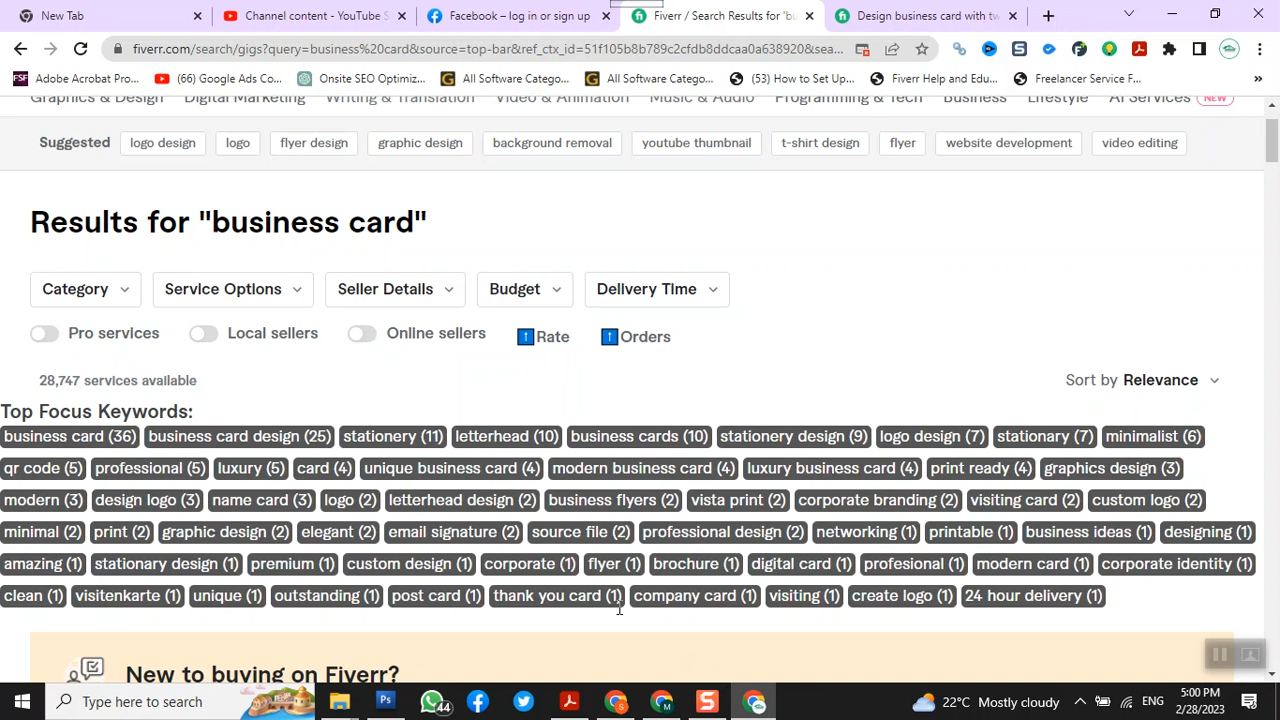 New Tab
Channel content - YouTube S
Facebook – log in or sign up
Fiverr / Search Results for 'bu
Design business card with tw
fiverr.com/search/gigs?query=business%20card&source=top-bar&ref_ctx_id=51f105b8b789c2cfdb8ddcaa0a638920&sea...
Adobe Acrobat Pro...
(66) Google Ads Co...
Onsite SEO Optimiz...
All Software Catego...
All Software Catego...
(53) How to Set Up...
Fiverr Help and Edu...
Freelancer Service F...
»
Graphics & Design Digital Marketing Writing & Translation Video & Animation Music & Audio Programming & Tech Business Lifestyle AI Services NEW
Suggested logo design logo flyer design graphic design background removal youtube thumbnail t-shirt design flyer website development video editing
Results for "business card"
Category Service Options Seller Details Budget Delivery Time
Pro services Local sellers Online sellers ↑Rate ↑Orders
28,747 services available
Sort by Relevance
Top Focus Keywords:
business card (36) business card design (25) stationery (11) letterhead (10) business cards (10) stationery design (9) logo design (7) stationary (7) minimalist (6)
qr code (5) professional (5) luxury (5) card (4) unique business card (4) modern business card (4) luxury business card (4) print ready (4) graphics design (3)
modern (3) design logo (3) name card (3) logo (2) letterhead design (2) business flyers (2) vista print (2) corporate branding (2) visiting card (2) custom logo (2)
minimal (2) print (2) graphic design (2) elegant (2) email signature (2) source file (2) professional design (2) networking (1) printable (1) business ideas (1) designing (1)
amazing (1) stationary design (1) premium (1) custom design (1) corporate (1) flyer (1) brochure (1) digital card (1) profesional (1) modern card (1) corporate identity (1)
clean (1) visitenkarte (1) unique (1) outstanding (1) post card (1) thank you card (1) company card (1) visiting (1) create logo (1) 24 hour delivery (1)
New to buying on Fiverr?
Type here to search
44
22°C Mostly cloudy
ENG
5:00 PM
2/28/2023